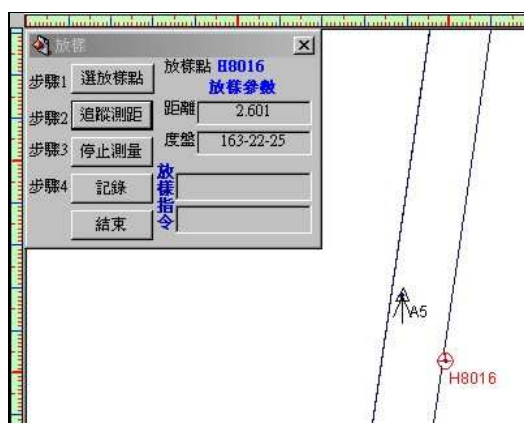 放樣
步驟1 選放樣點 放樣點 H8016
放樣參數
步驟2 追蹤測距 距離 2.601
步驟3 停止測量 度盤 163-22-25
步驟4 記錄 放樣指令
結束
A5
H8016